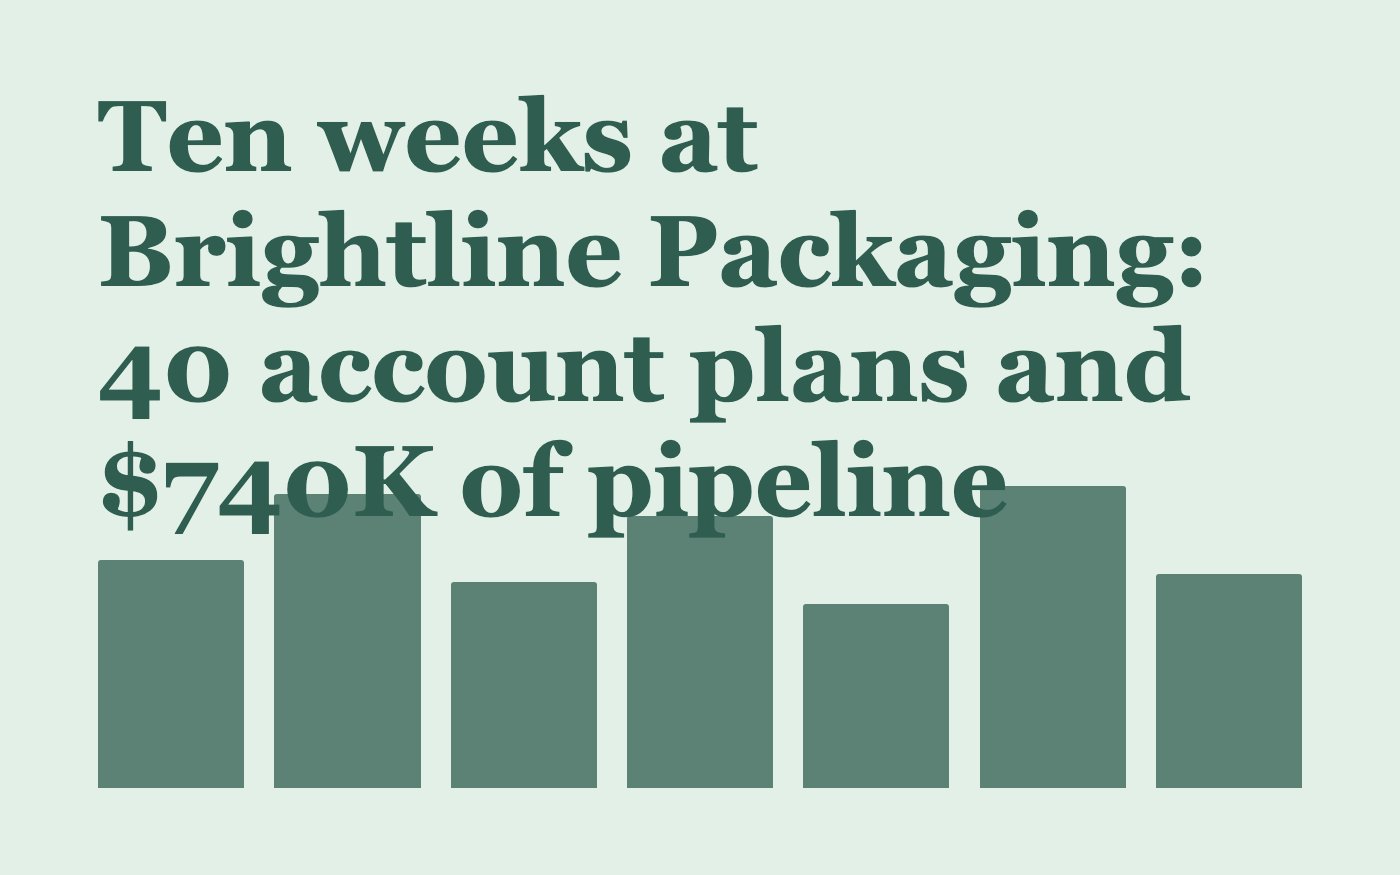 Ten weeks at
Brightline Packaging:
40 account plans and
$740K of pipeline